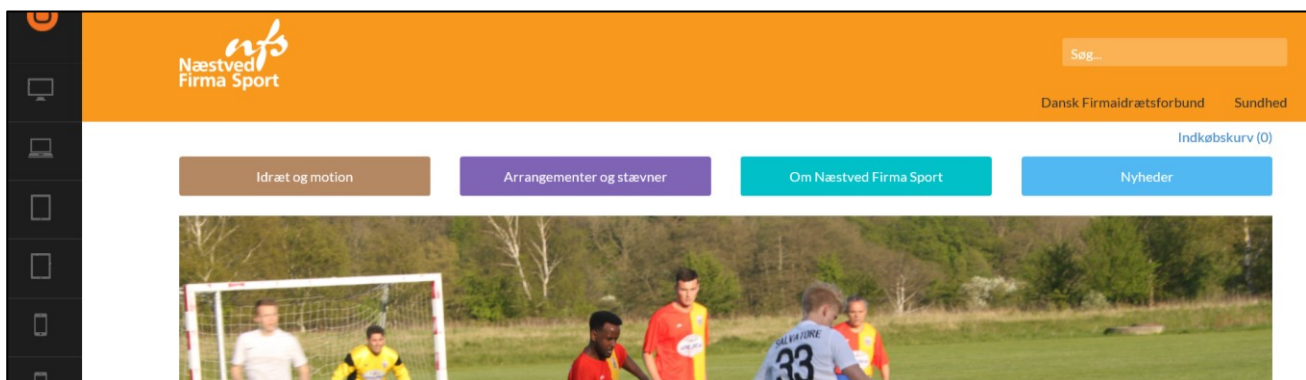 nfs
Næstved
Firma Sport
Søg...
Dansk Firmaidrætsforbund Sundhed
Indkøbskurv (0)
Idræt og motion Arrangementer og stævner Om Næstved Firma Sport Nyheder
SALVATORE
33